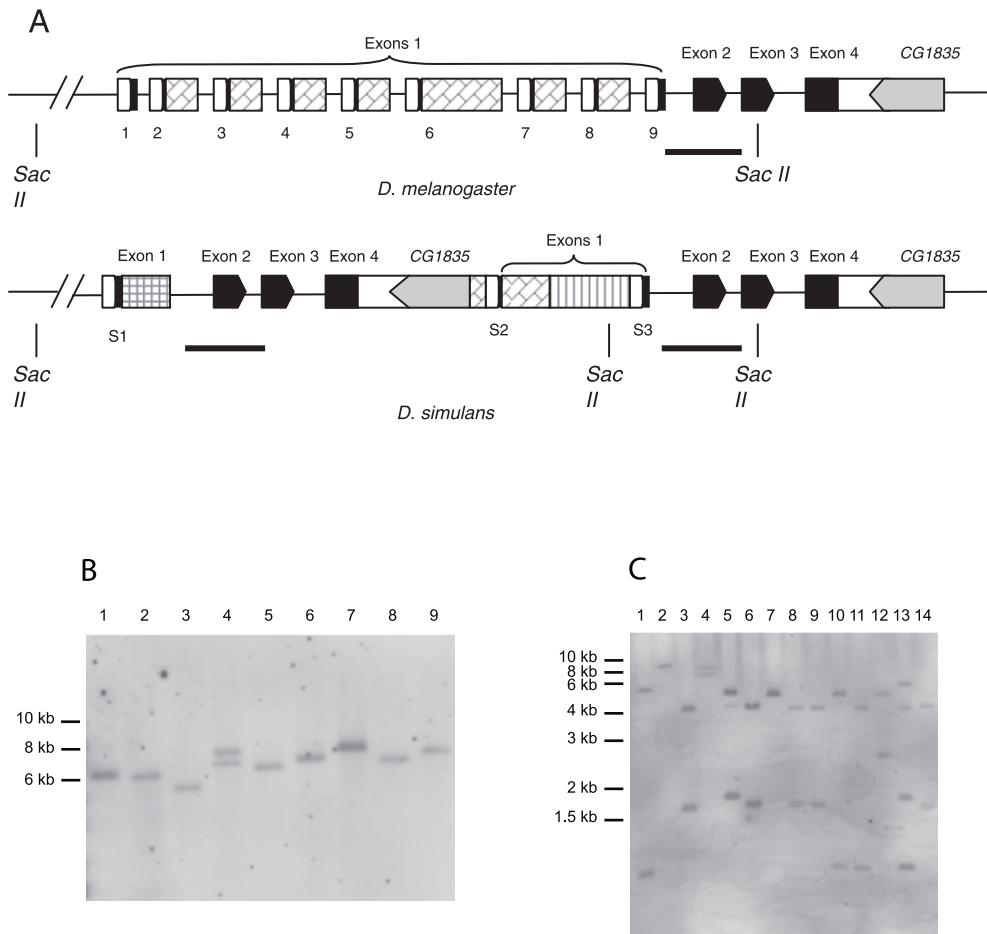 A
Exons 1
Exon 2 Exon 3 Exon 4 CG1835
1 2 3 4 5 6 7 8 9
Sac II
Sac II
D. melanogaster
Exon 1 Exon 2 Exon 3 Exon 4 CG1835 Exons 1 Exon 2 Exon 3 Exon 4 CG1835
S1 S2 S3
Sac II
Sac II
Sac II
D. simulans
B
1 2 3 4 5 6 7 8 9
10 kb
8 kb
6 kb
C
1 2 3 4 5 6 7 8 9 10 11 12 13 14
10 kb
8 kb
6 kb
4 kb
3 kb
2 kb
1.5 kb